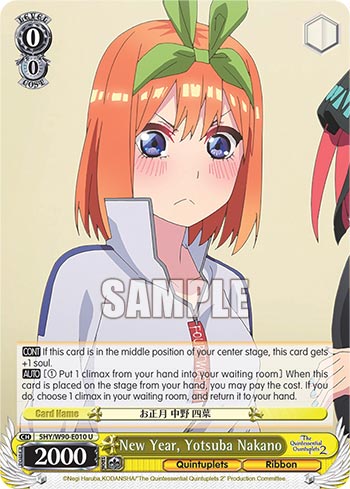 LEVEL
0
0
COST
SAMPLE
CONT If this card is in the middle position of your center stage, this card gets
+1 soul.
AUTO [① Put 1 climax from your hand into your waiting room] When this
card is placed on the stage from your hand, you may pay the cost. If you
do, choose 1 climax in your waiting room, and return it to your hand.
Card Name
お正月 中野 四葉
CH 5HY/W90-E010 U
New Year, Yotsuba Nakano
The Quintessential Quintuplets 2
2000
Quintuplets
Ribbon
©Negi Haruba,KODANSHA/"The Quintessential Quintuplets 2" Production Committee.